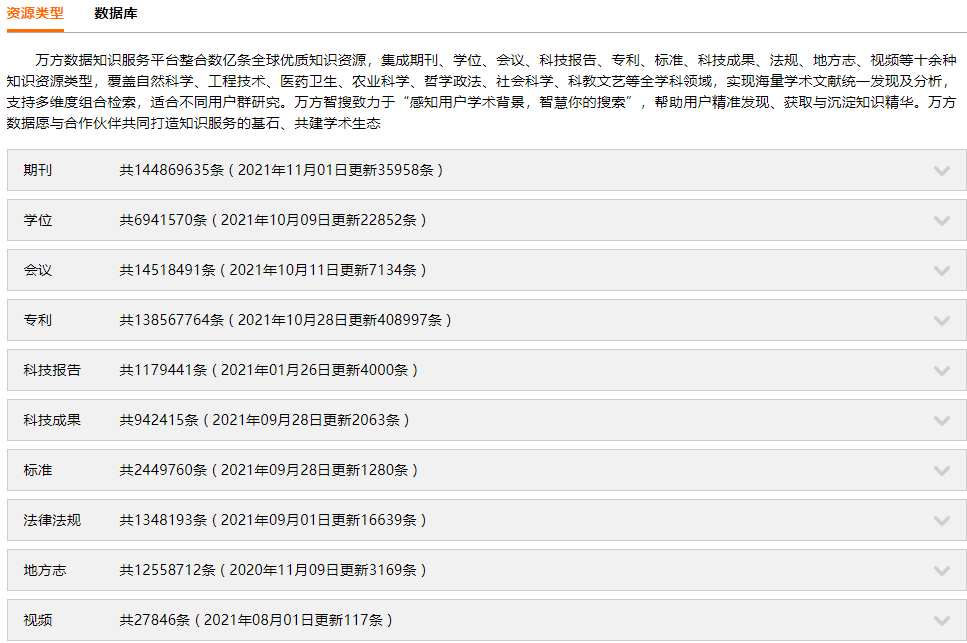 资源类型 数据库
万方数据知识服务平台整合数亿条全球优质知识资源，集成期刊、学位、会议、科技报告、专利、标准、科技成果、法规、地方志、视频等十余种
知识资源类型，覆盖自然科学、工程技术、医药卫生、农业科学、哲学政法、社会科学、科教文艺等全学科领域，实现海量学术文献统一发现及分析，
支持多维度组合检索，适合不同用户群研究。万方智搜致力于“感知用户学术背景，智慧你的搜索”，帮助用户精准发现、获取与沉淀知识精华。万方
数据愿与合作伙伴共同打造知识服务的基石、共建学术生态
期刊 共144869635条 ( 2021年11月01日更新35958条 )
学位 共6941570条 ( 2021年10月09日更新22852条 )
会议 共14518491条 ( 2021年10月11日更新7134条 )
专利 共138567764条 ( 2021年10月28日更新408997条 )
科技报告 共1179441条 ( 2021年01月26日更新4000条 )
科技成果 共942415条 ( 2021年09月28日更新2063条 )
标准 共2449760条 ( 2021年09月28日更新1280条 )
法律法规 共1348193条 ( 2021年09月01日更新16639条 )
地方志 共12558712条 ( 2020年11月09日更新3169条 )
视频 共27846条 ( 2021年08月01日更新117条 )